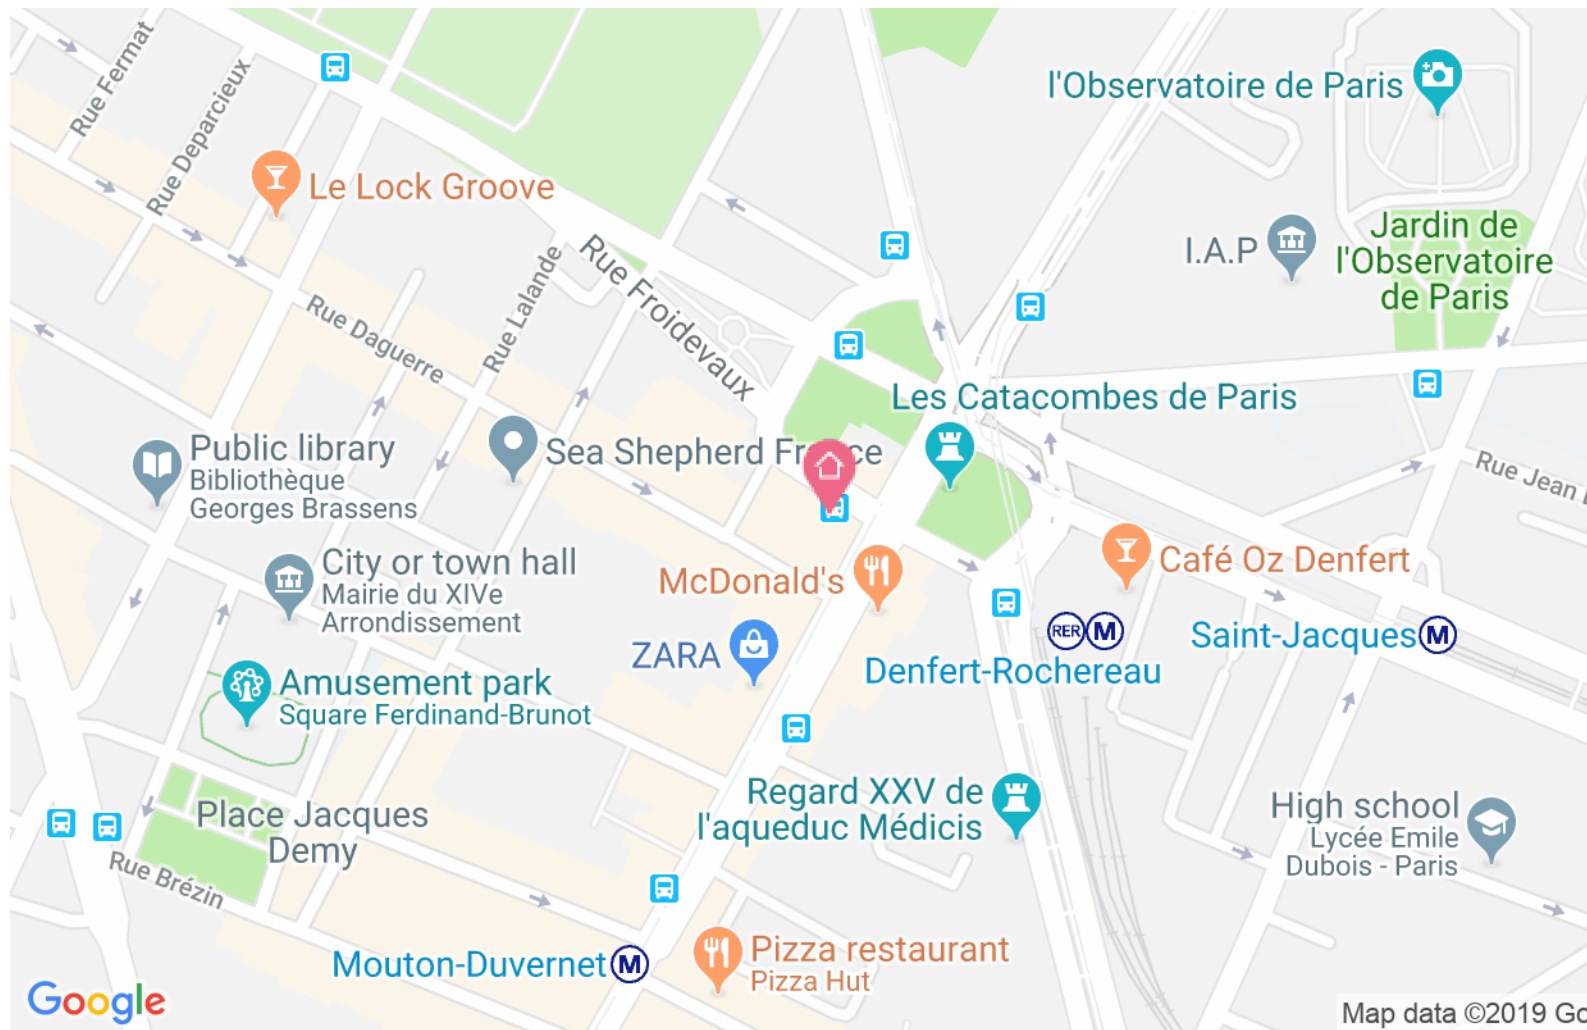 Rue Fermat
Rue Deparcieux
l'Observatoire de Paris
Le Lock Groove
Jardin de
l'Observatoire
de Paris
I.A.P
Rue Froidevaux
Rue Lalande
Rue Daguerre
Les Catacombes de Paris
Public library
Bibliothèque
Georges Brassens
Sea Shepherd France
Rue Jean
City or town hall
Mairie du XIVe
Arrondissement
McDonald's
Café Oz Denfert
RER M
Denfert-Rochereau
Saint-Jacques M
ZARA
Amusement park
Square Ferdinand-Brunot
Regard XXV de
l'aqueduc Médicis
Place Jacques
Demy
High school
Lycée Emile
Dubois - Paris
Rue Brézin
Mouton-Duvernet M
Pizza restaurant
Pizza Hut
Google
Map data ©2019 Go